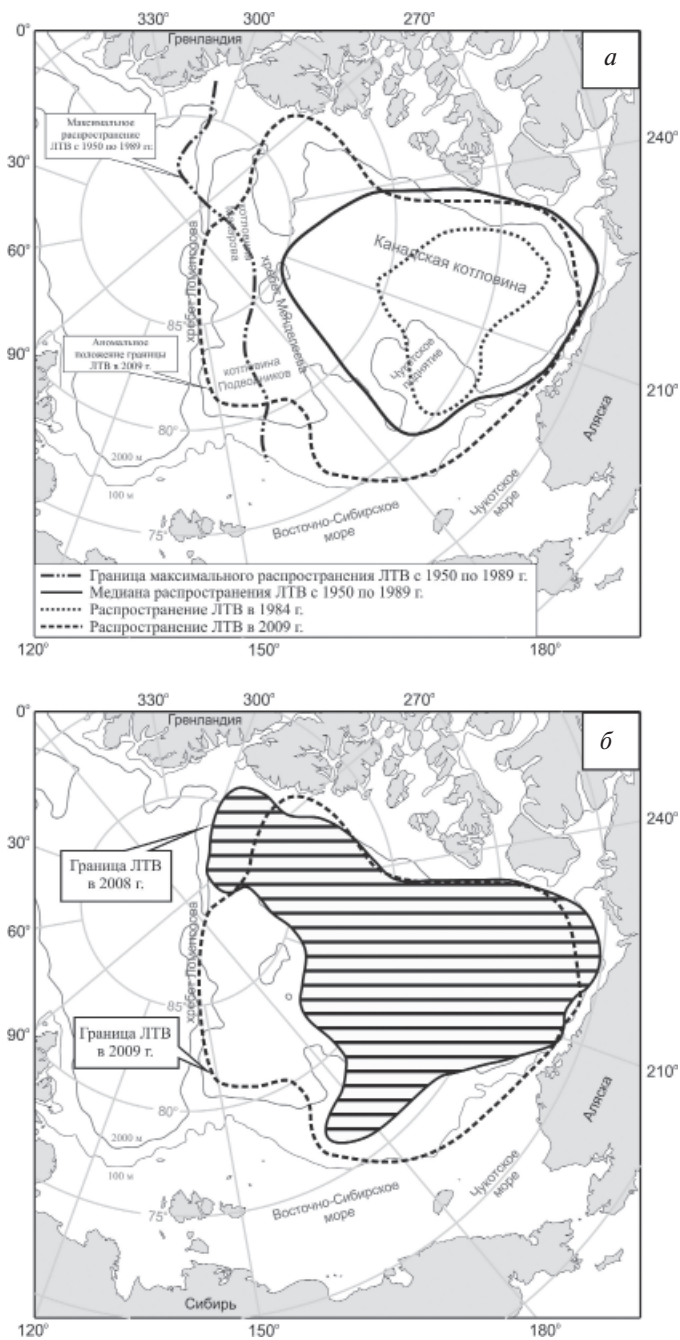 0°
330°
300°
270°
Гренландия
а
Максимальное
распространение
ЛТВ с 1950 по 1989 гг.
240°
30°
60°
хребет Ломоносова
котловина
Макарова
хребет Менделеева
Канадская котловина
Чукотское
поднятие
Аномальное
положение границы
ЛТВ в 2009 г.
85°
котловина
Подводников
90°
80°
210°
Аляска
2000 м
100 м
75°
Восточно-Сибирское
море
Чукотское
море
Граница максимального распространения ЛТВ с 1950 по 1989 г.
Медиана распространения ЛТВ с 1950 по 1989 г.
Распространение ЛТВ в 1984 г.
Распространение ЛТВ в 2009 г.
120°
150°
180°
0°
330°
300°
270°
Гренландия
б
240°
30°
Граница ЛТВ
в 2008 г.
60°
хребет Ломоносова
85°
90°
Граница ЛТВ
в 2009 г.
80°
210°
Аляска
2000 м
100 м
75°
Восточно-Сибирское
море
Чукотское
море
Сибирь
120°
150°
180°